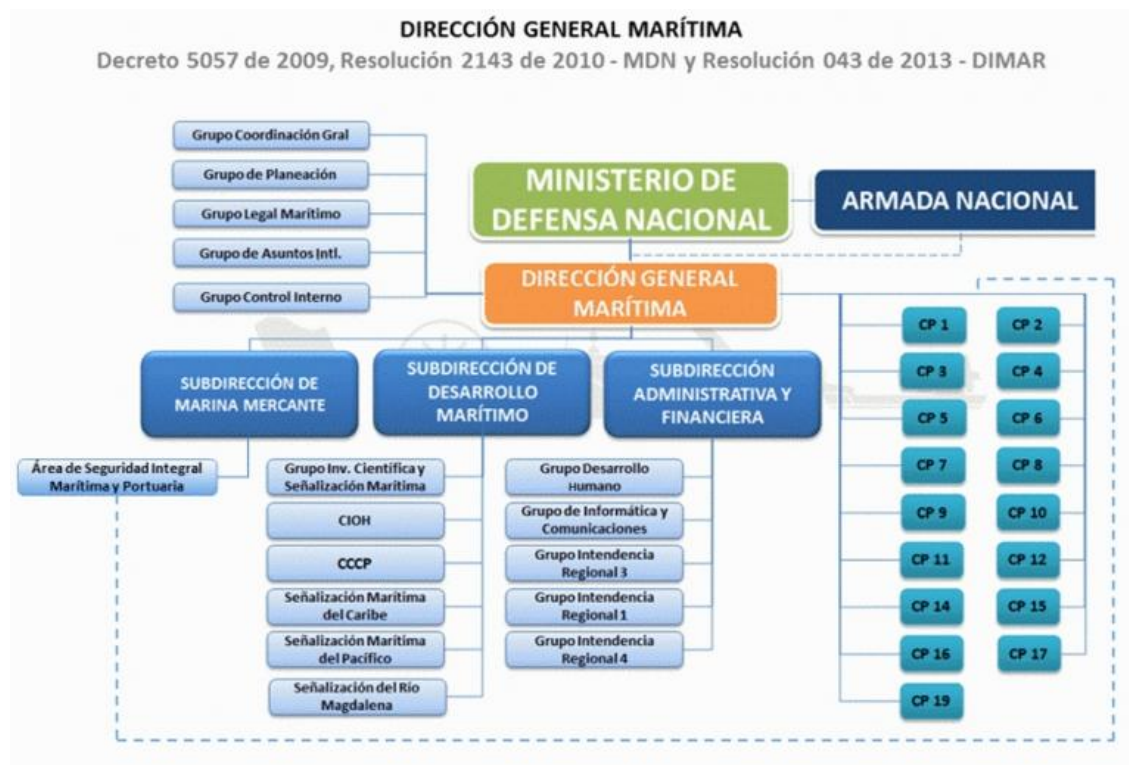 DIRECCIÓN GENERAL MARÍTIMA
Decreto 5057 de 2009, Resolución 2143 de 2010 - MDN y Resolución 043 de 2013 - DIMAR
Grupo Coordinación Gral
Grupo de Planeación
Grupo Legal Marítimo
Grupo de Asuntos Intl.
Grupo Control Interno
MINISTERIO DE
DEFENSA NACIONAL
ARMADA NACIONAL
DIRECCIÓN GENERAL
MARÍTIMA
SUBDIRECCIÓN DE
MARINA MERCANTE
SUBDIRECCIÓN DE
DESARROLLO
MARÍTIMO
SUBDIRECCIÓN
ADMINISTRATIVA Y
FINANCIERA
Área de Seguridad Integral
Marítima y Portuaria
Grupo Inv. Científica y
Señalización Marítima
CIOH
CCCP
Señalización Marítima
del Caribe
Señalización Marítima
del Pacífico
Señalización del Río
Magdalena
Grupo Desarrollo
Humano
Grupo de Informática y
Comunicaciones
Grupo Intendencia
Regional 3
Grupo Intendencia
Regional 1
Grupo Intendencia
Regional 4
CP 1
CP 2
CP 3
CP 4
CP 5
CP 6
CP 7
CP 8
CP 9
CP 10
CP 11
CP 12
CP 14
CP 15
CP 16
CP 17
CP 19